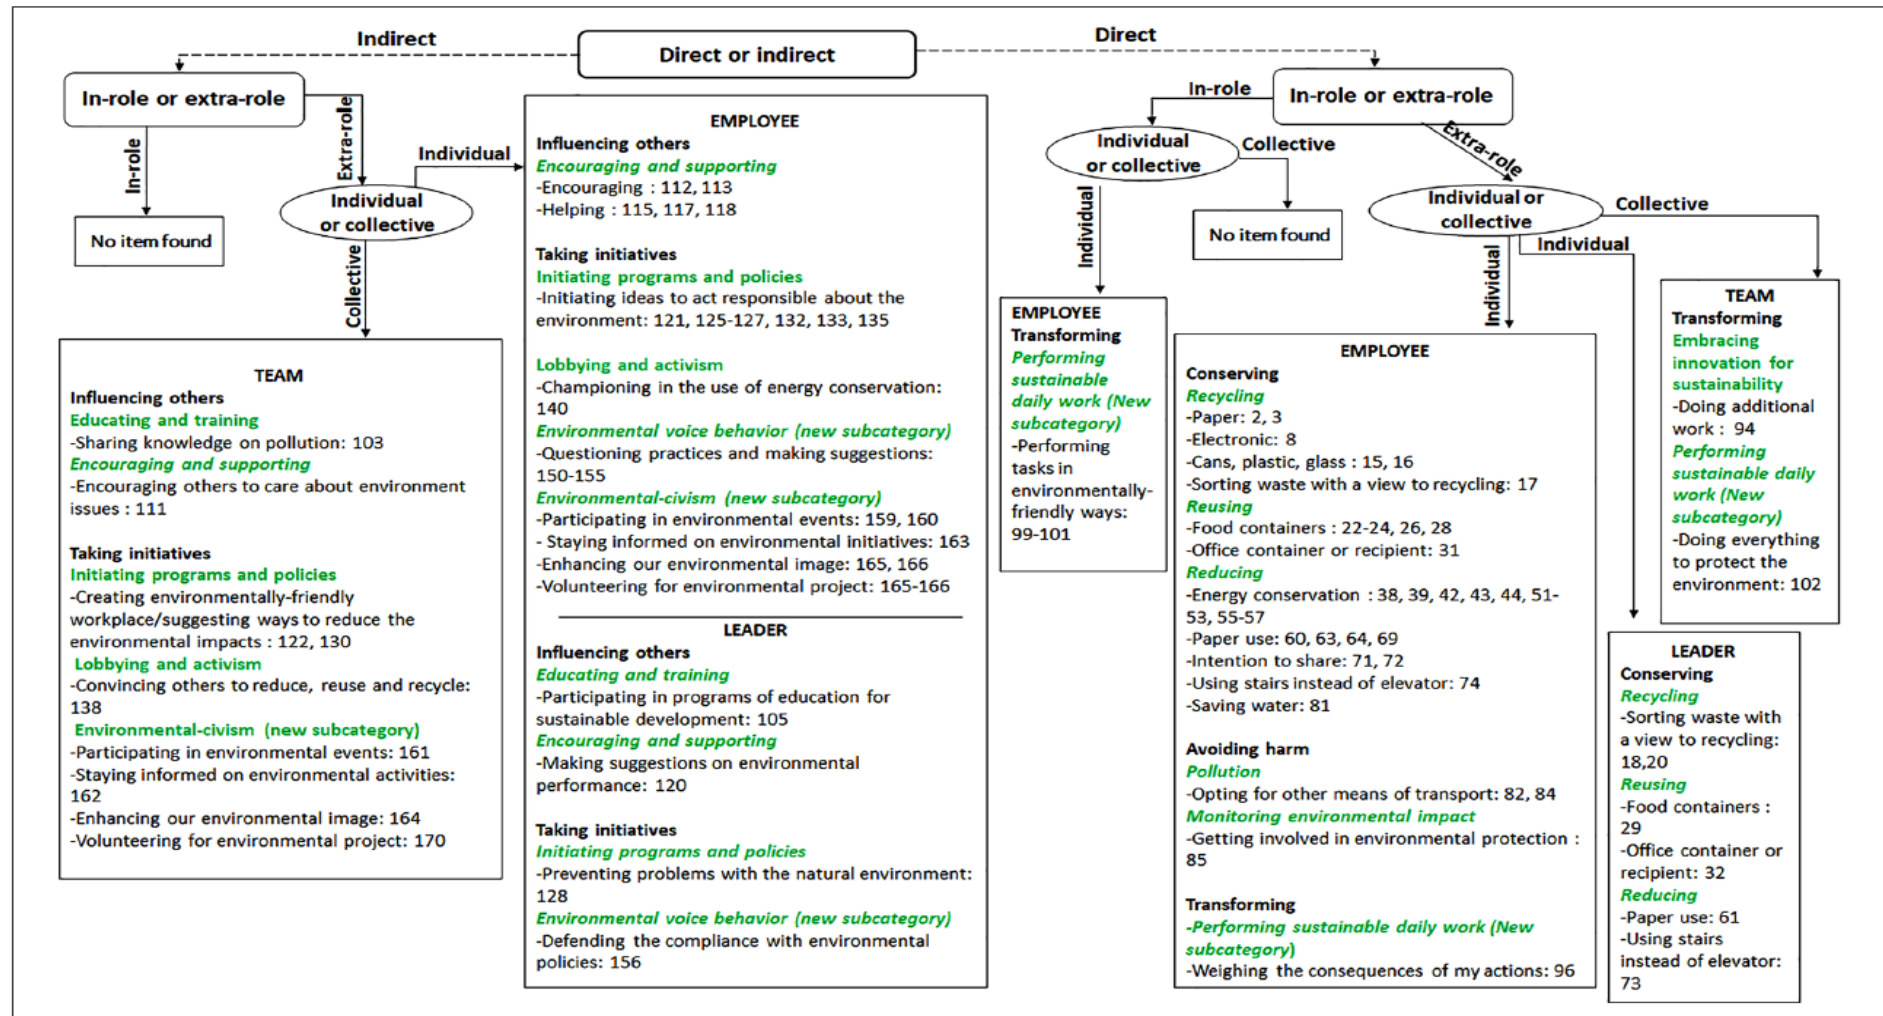 Indirect
Direct or indirect
Direct
In-role or extra-role
In-role
Extra-role
Individual
Individual or collective
No item found
Collective
TEAM
Influencing others
Educating and training
-Sharing knowledge on pollution: 103
Encouraging and supporting
-Encouraging others to care about environment
issues : 111
Taking initiatives
Initiating programs and policies
-Creating environmentally-friendly
workplace/suggesting ways to reduce the
environmental impacts : 122, 130
Lobbying and activism
-Convincing others to reduce, reuse and recycle:
138
Environmental-civism (new subcategory)
-Participating in environmental events: 161
-Staying informed on environmental activities:
162
-Enhancing our environmental image: 164
-Volunteering for environmental project: 170
EMPLOYEE
Influencing others
Encouraging and supporting
-Encouraging : 112, 113
-Helping : 115, 117, 118
Taking initiatives
Initiating programs and policies
-Initiating ideas to act responsible about the
environment: 121, 125-127, 132, 133, 135
Lobbying and activism
-Championing in the use of energy conservation:
140
Environmental voice behavior (new subcategory)
-Questioning practices and making suggestions:
150-155
Environmental-civism (new subcategory)
-Participating in environmental events: 159, 160
- Staying informed on environmental initiatives: 163
-Enhancing our environmental image: 165, 166
-Volunteering for environmental project: 165-166
LEADER
Influencing others
Educating and training
-Participating in programs of education for
sustainable development: 105
Encouraging and supporting
-Making suggestions on environmental
performance: 120
Taking initiatives
Initiating programs and policies
-Preventing problems with the natural environment:
128
Environmental voice behavior (new subcategory)
-Defending the compliance with environmental
policies: 156
In-role or extra-role
In-role
Extra-role
Individual
or collective
Collective
No item found
Individual
EMPLOYEE
Transforming
Performing
sustainable
daily work (New
subcategory)
-Performing
tasks in
environmentally-
friendly ways:
99-101
Individual or
collective
Collective
Individual
Individual
EMPLOYEE
Conserving
Recycling
-Paper: 2, 3
-Electronic: 8
-Cans, plastic, glass : 15, 16
-Sorting waste with a view to recycling: 17
Reusing
-Food containers : 22-24, 26, 28
-Office container or recipient: 31
Reducing
-Energy conservation : 38, 39, 42, 43, 44, 51-
53, 55-57
-Paper use: 60, 63, 64, 69
-Intention to share: 71, 72
-Using stairs instead of elevator: 74
-Saving water: 81
Avoiding harm
Pollution
-Opting for other means of transport: 82, 84
Monitoring environmental impact
-Getting involved in environmental protection :
85
Transforming
-Performing sustainable daily work (New
subcategory)
-Weighing the consequences of my actions: 96
TEAM
Transforming
Embracing
innovation for
sustainability
-Doing additional
work : 94
Performing
sustainable daily
work (New
subcategory)
-Doing everything
to protect the
environment: 102
LEADER
Conserving
Recycling
-Sorting waste with
a view to recycling:
18,20
Reusing
-Food containers :
29
-Office container or
recipient: 32
Reducing
-Paper use: 61
-Using stairs
instead of elevator:
73